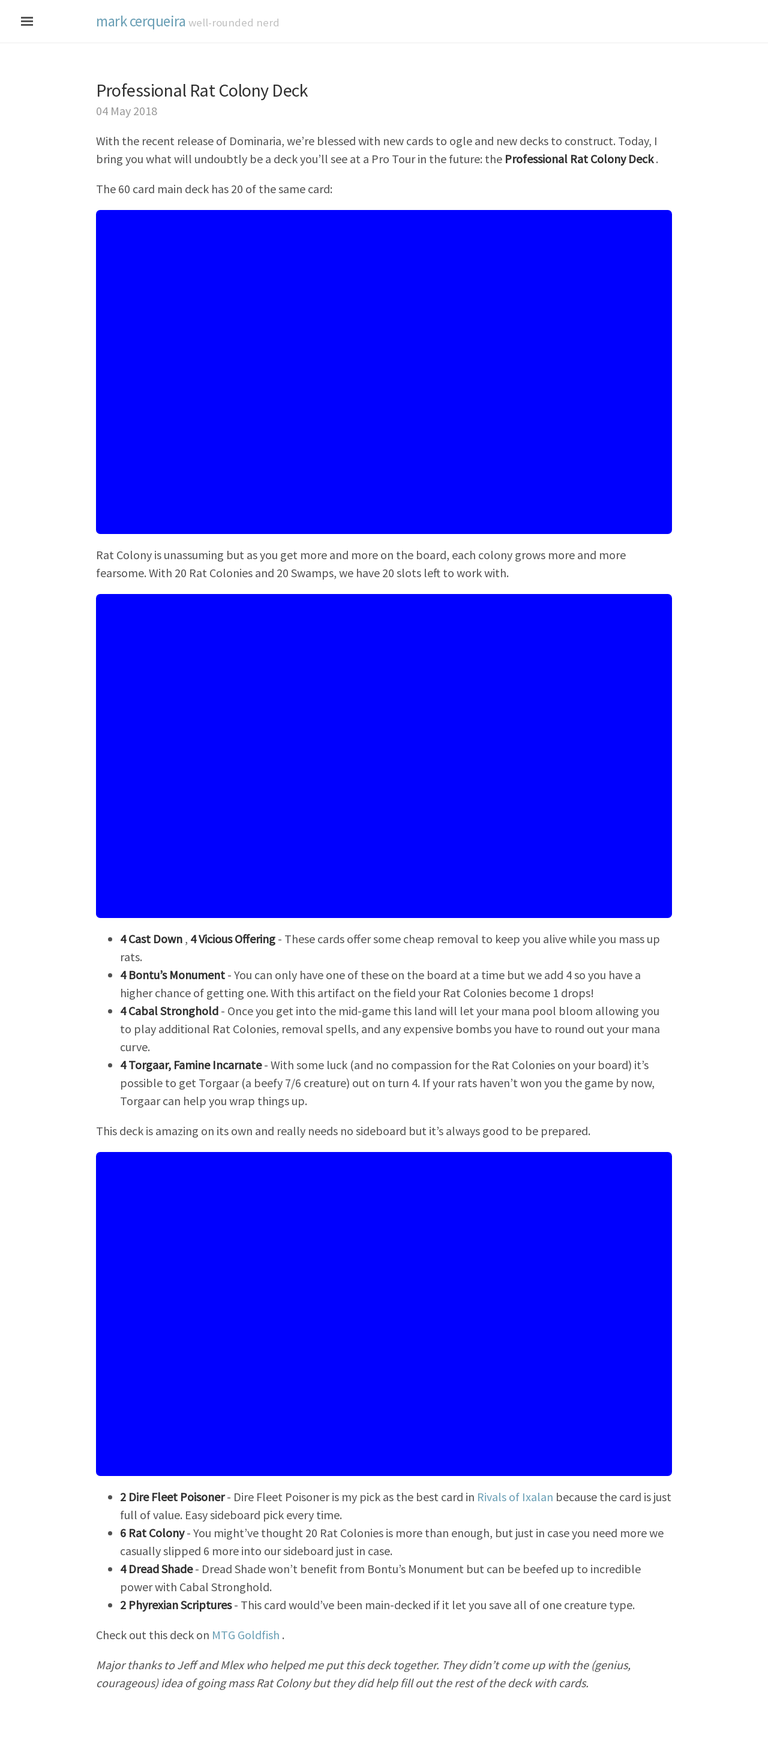 mark cerqueira well-rounded nerd
Professional Rat Colony Deck
04 May 2018
With the recent release of Dominaria, we're blessed with new cards to ogle and new decks to construct. Today, I
bring you what will undoubtly be a deck you'll see at a Pro Tour in the future: the Professional Rat Colony Deck .
The 60 card main deck has 20 of the same card:
Rat Colony is unassuming but as you get more and more on the board, each colony grows more and more
fearsome. With 20 Rat Colonies and 20 Swamps, we have 20 slots left to work with.
• 4 Cast Down , 4 Vicious Offering - These cards offer some cheap removal to keep you alive while you mass up
rats.
• 4 Bontu's Monument - You can only have one of these on the board at a time but we add 4 so you have a
higher chance of getting one. With this artifact on the field your Rat Colonies become 1 drops!
• 4 Cabal Stronghold - Once you get into the mid-game this land will let your mana pool bloom allowing you
to play additional Rat Colonies, removal spells, and any expensive bombs you have to round out your mana
curve.
• 4 Torgaar, Famine Incarnate - With some luck (and no compassion for the Rat Colonies on your board) it's
possible to get Torgaar (a beefy 7/6 creature) out on turn 4. If your rats haven't won you the game by now,
Torgaar can help you wrap things up.
This deck is amazing on its own and really needs no sideboard but it's always good to be prepared.
• 2 Dire Fleet Poisoner - Dire Fleet Poisoner is my pick as the best card in Rivals of Ixalan because the card is just
full of value. Easy sideboard pick every time.
• 6 Rat Colony - You might've thought 20 Rat Colonies is more than enough, but just in case you need more we
casually slipped 6 more into our sideboard just in case.
• 4 Dread Shade - Dread Shade won't benefit from Bontu's Monument but can be beefed up to incredible
power with Cabal Stronghold.
• 2 Phyrexian Scriptures - This card would've been main-decked if it let you save all of one creature type.
Check out this deck on MTG Goldfish .
Major thanks to Jeff and Mlex who helped me put this deck together. They didn't come up with the (genius,
courageous) idea of going mass Rat Colony but they did help fill out the rest of the deck with cards.